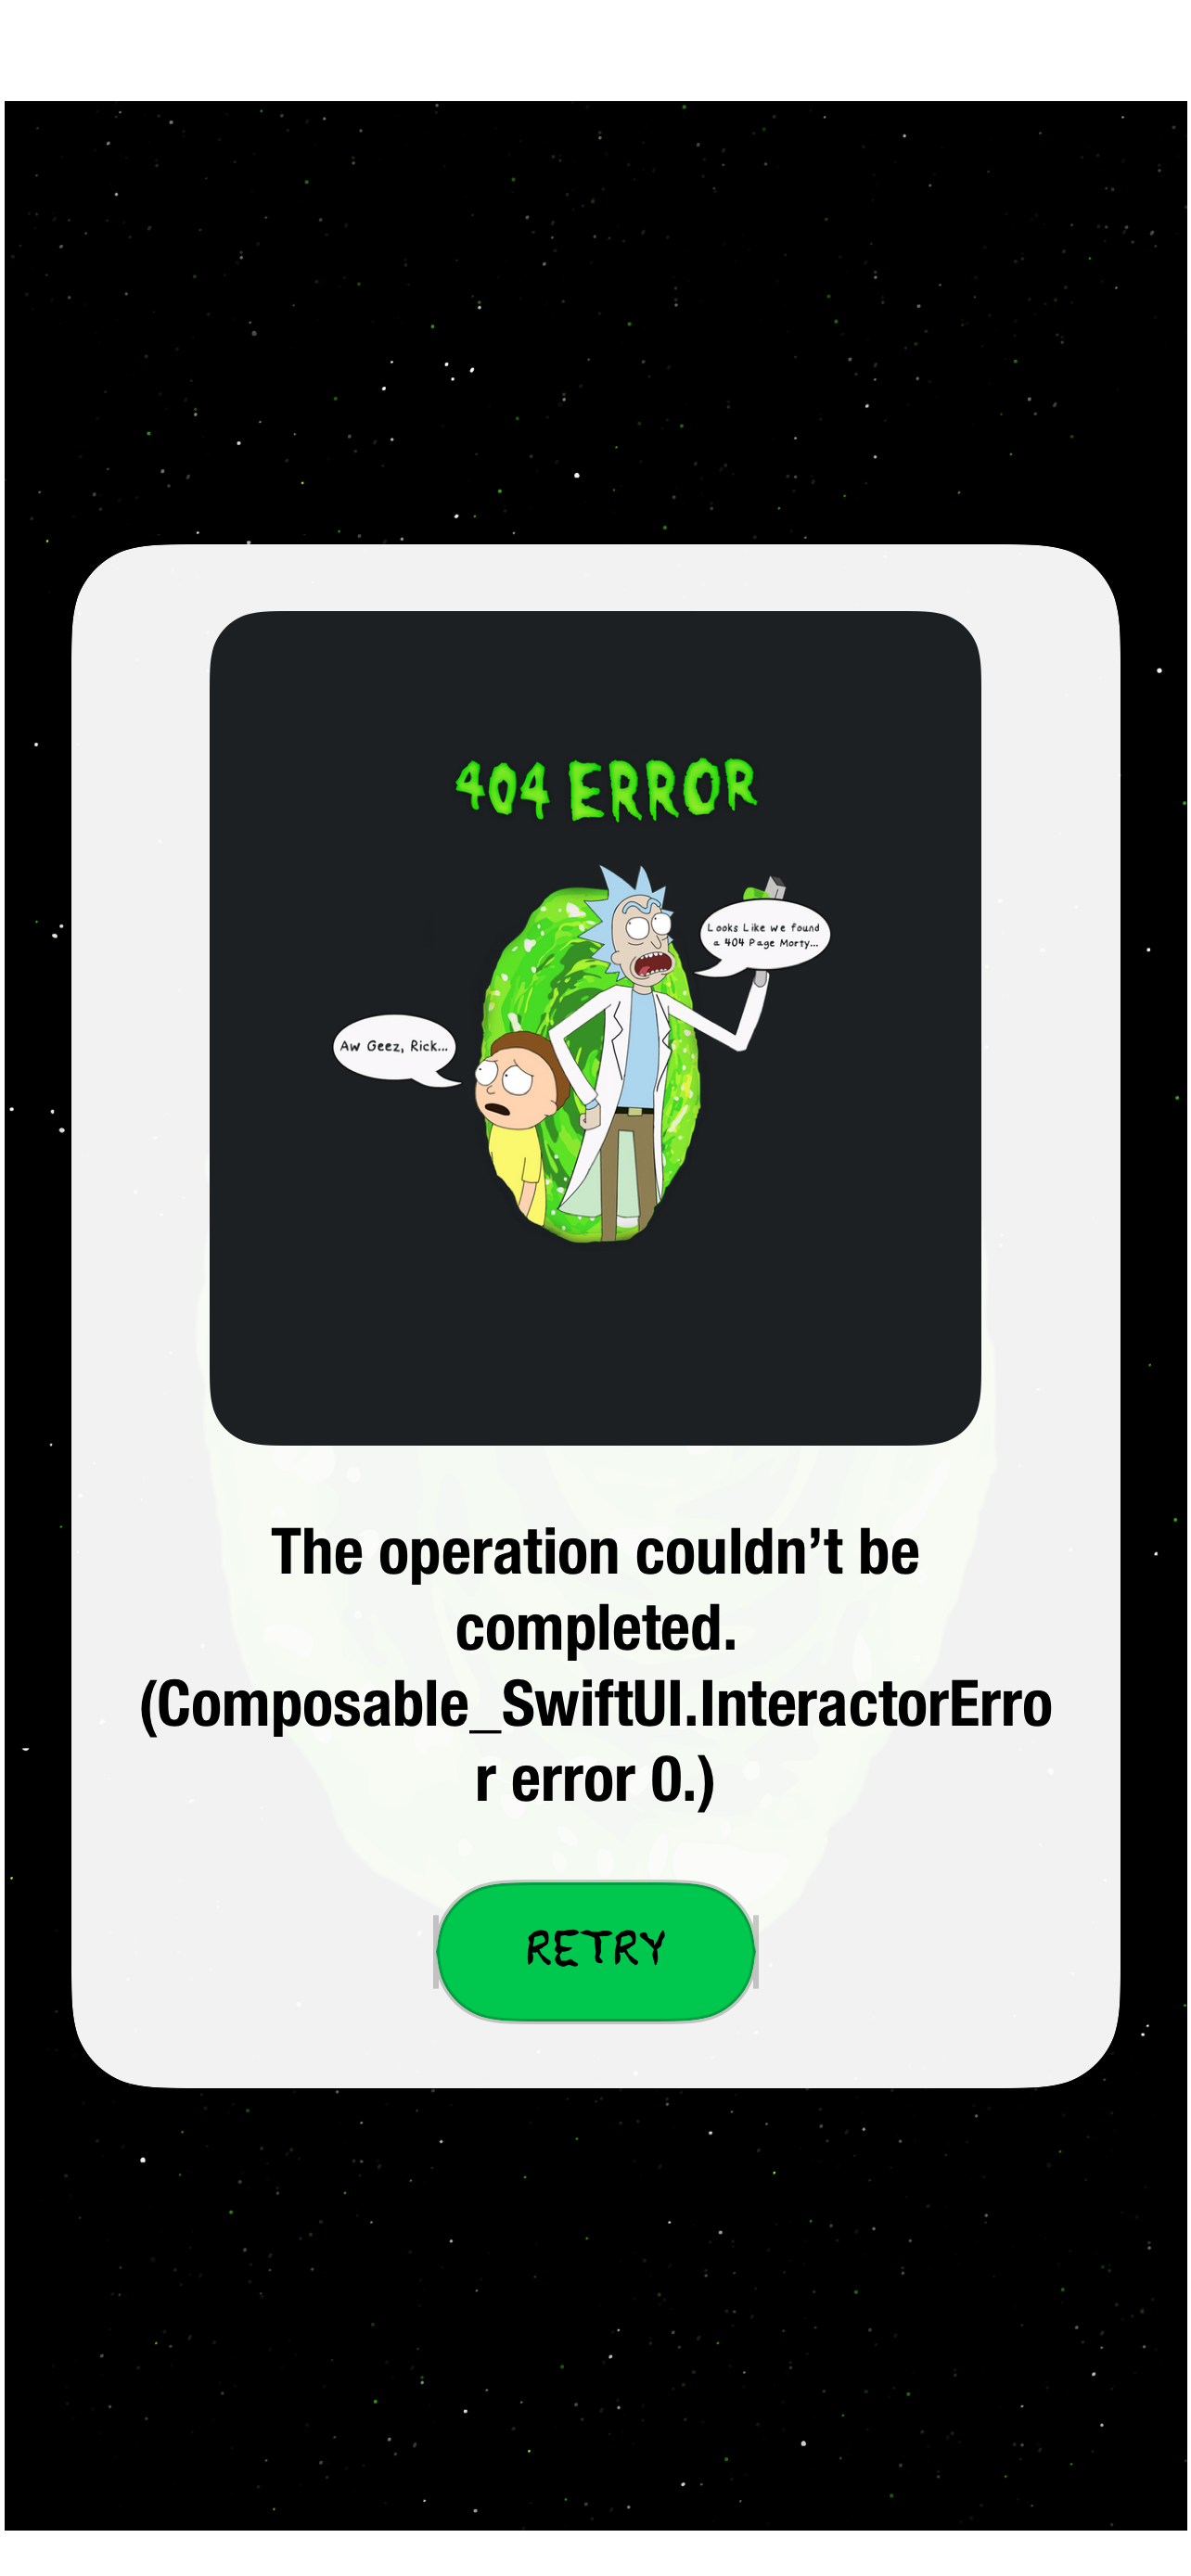 404 ERROR
Looks Like we found
a 404 Page Morty...
Aw Geez, Rick...
The operation couldn’t be
completed.
(Composable_SwiftUI.InteractorErro
r error 0.)
RETRY